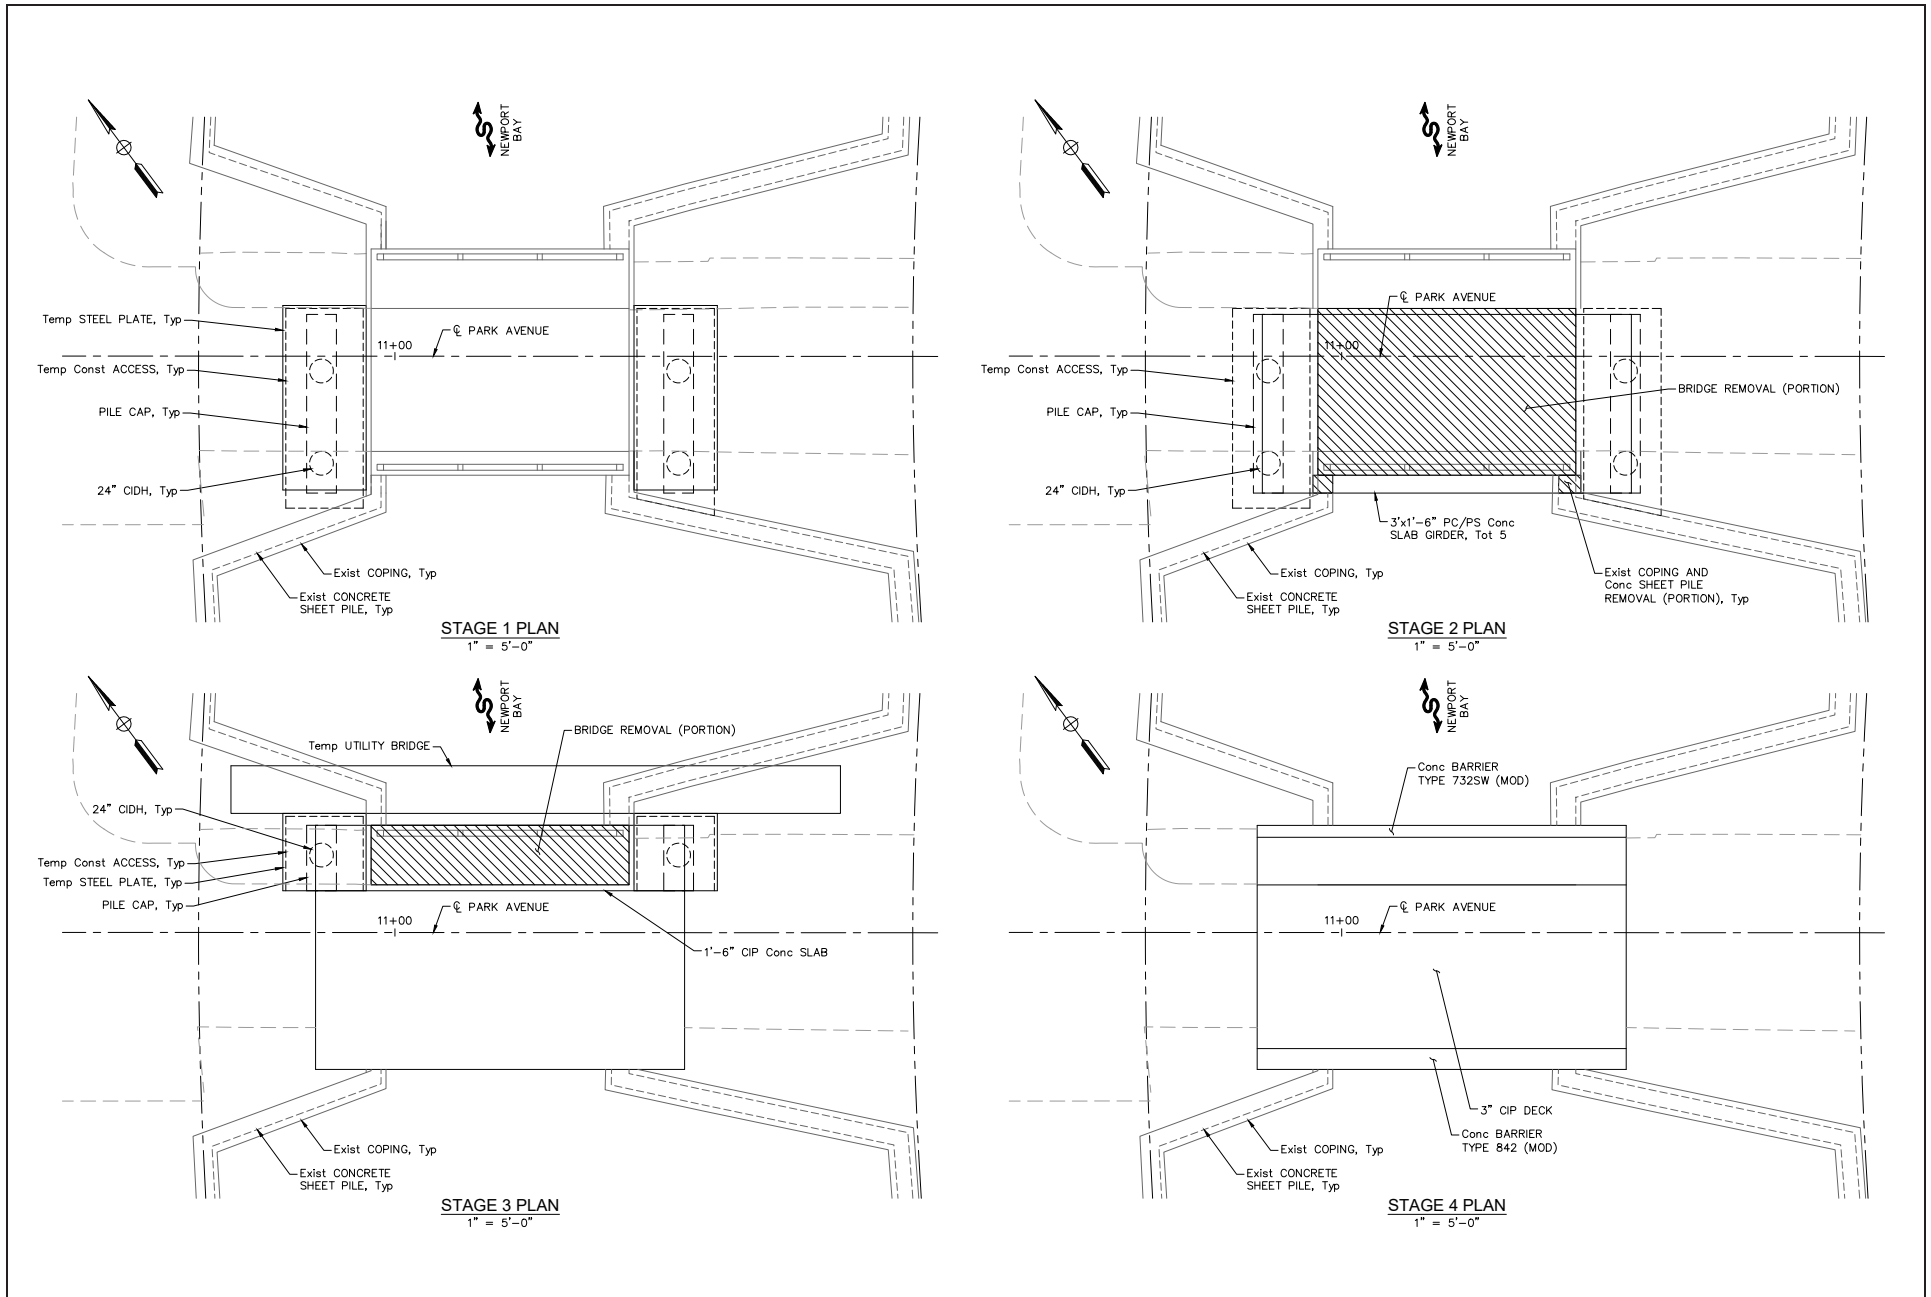 NEWPORT
BAY
Temp STEEL PLATE, Typ
℄ PARK AVENUE
11+00
Temp Const ACCESS, Typ
PILE CAP, Typ
24" CIDH, Typ
Exist COPING, Typ
Exist CONCRETE
SHEET PILE, Typ
STAGE 1 PLAN
1" = 5'-0"
NEWPORT
BAY
℄ PARK AVENUE
11+00
Temp Const ACCESS, Typ
BRIDGE REMOVAL (PORTION)
PILE CAP, Typ
24" CIDH, Typ
3'x1'-6" PC/PS Conc
SLAB GIRDER, Tot 5
Exist COPING, Typ
Exist COPING AND
Conc SHEET PILE
REMOVAL (PORTION), Typ
Exist CONCRETE
SHEET PILE, Typ
STAGE 2 PLAN
1" = 5'-0"
NEWPORT
BAY
BRIDGE REMOVAL (PORTION)
Temp UTILITY BRIDGE
24" CIDH, Typ
Temp Const ACCESS, Typ
Temp STEEL PLATE, Typ
PILE CAP, Typ
℄ PARK AVENUE
11+00
1'-6" CIP Conc SLAB
Exist COPING, Typ
Exist CONCRETE
SHEET PILE, Typ
STAGE 3 PLAN
1" = 5'-0"
NEWPORT
BAY
Conc BARRIER
TYPE 732SW (MOD)
℄ PARK AVENUE
11+00
3" CIP DECK
Conc BARRIER
TYPE 842 (MOD)
Exist COPING, Typ
Exist CONCRETE
SHEET PILE, Typ
STAGE 4 PLAN
1" = 5'-0"